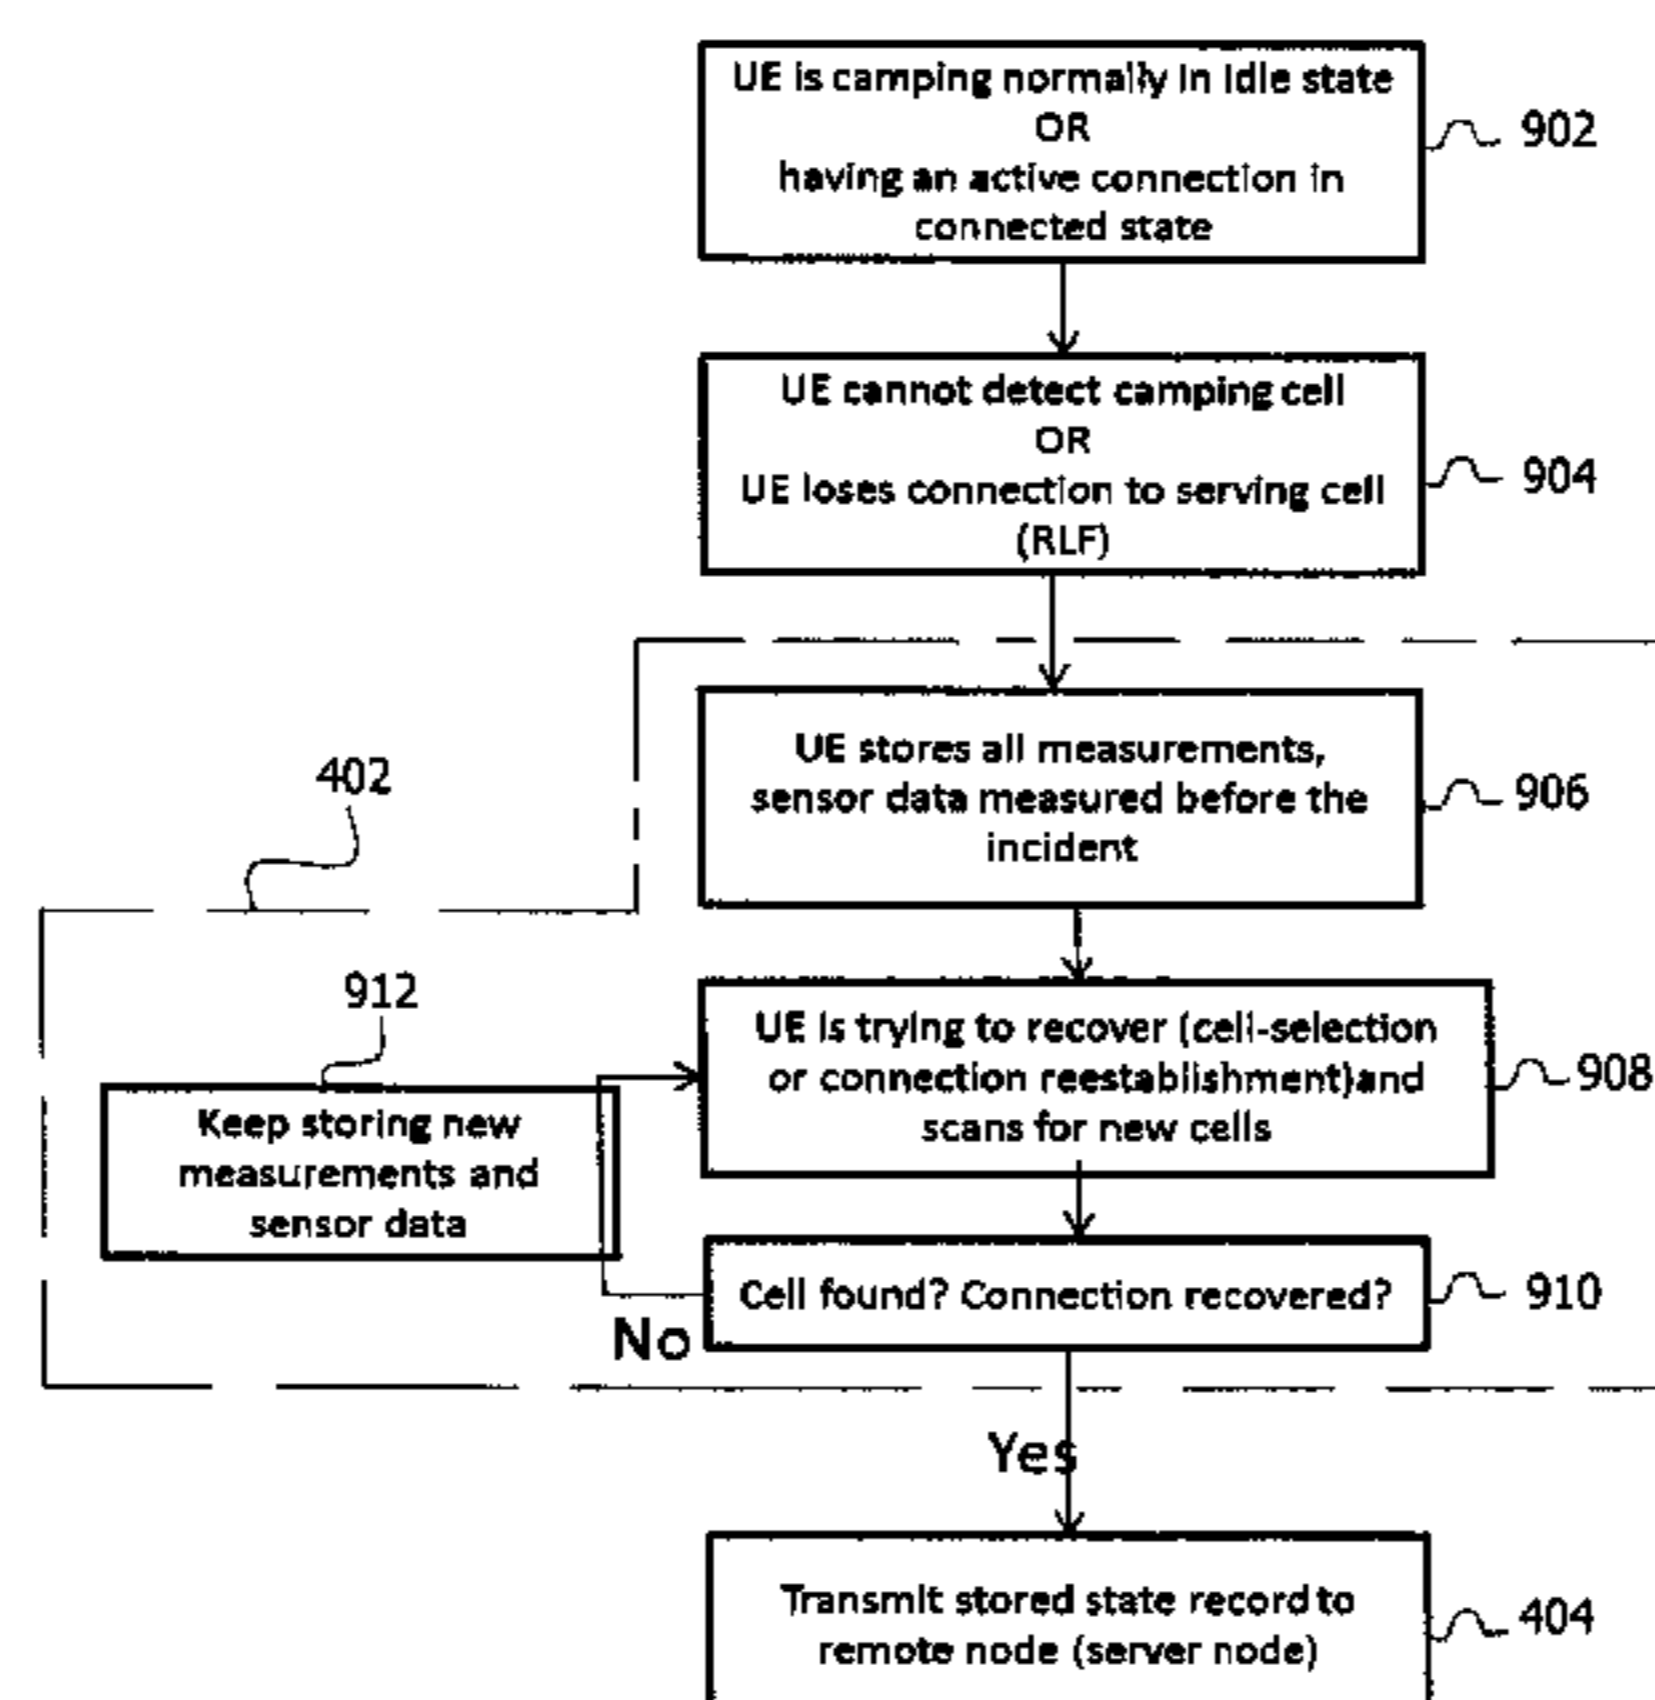 UE is camping normally in idle state
OR
having an active connection in
connected state
902
UE cannot detect camping cell
OR
UE loses connection to serving cell
(RLF)
904
UE stores all measurements,
sensor data measured before the
incident
906
402
912
Keep storing new
measurements and
sensor data
UE is trying to recover (cell-selection
or connection reestablishment)and
scans for new cells
908
Cell found? Connection recovered?
910
No
Yes
Transmit stored state record to
remote node (server node)
404